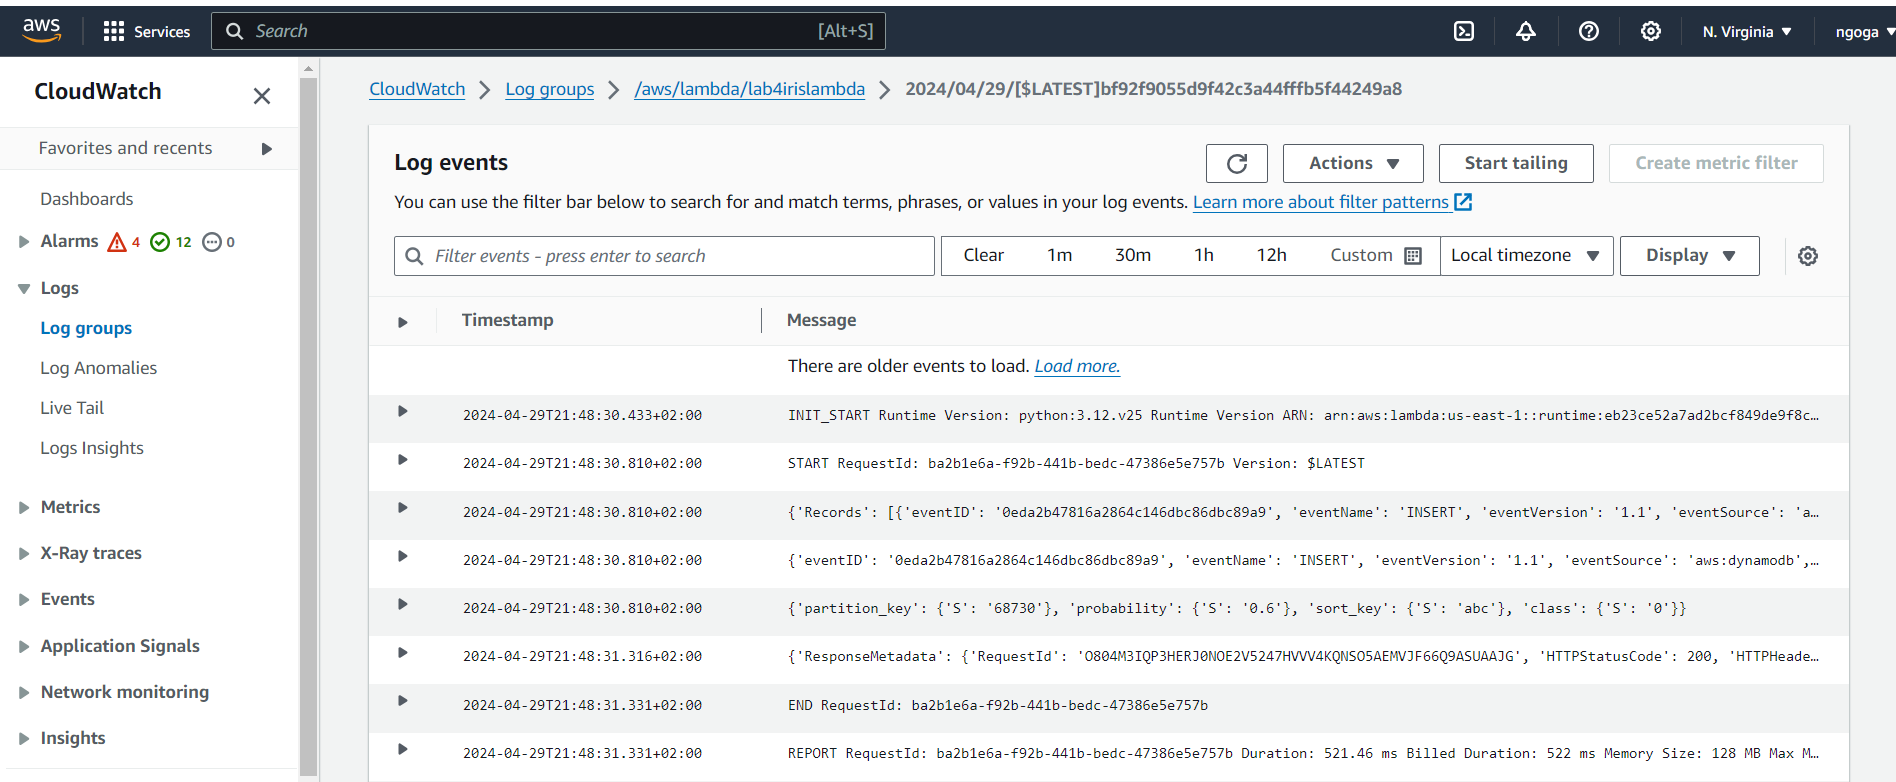 aws Services Search [Alt+S] N. Virginia ngoga
CloudWatch
Favorites and recents
Dashboards
Alarms 4 12 0
Logs
Log groups
Log Anomalies
Live Tail
Logs Insights
Metrics
X-Ray traces
Events
Application Signals
Network monitoring
Insights
CloudWatch Log groups /aws/lambda/lab4irislambda 2024/04/29/[$LATEST]bf92f9055d9f42c3a44fffb5f44249a8
Log events Actions Start tailing Create metric filter
You can use the filter bar below to search for and match terms, phrases, or values in your log events. Learn more about filter patterns
Filter events - press enter to search Clear 1m 30m 1h 12h Custom Local timezone Display
Timestamp Message
There are older events to load. Load more.
2024-04-29T21:48:30.433+02:00 INIT_START Runtime Version: python:3.12.v25 Runtime Version ARN: arn:aws:lambda:us-east-1::runtime:eb23ce52a7ad2bcf849de9f8c…
2024-04-29T21:48:30.810+02:00 START RequestId: ba2b1e6a-f92b-441b-bedc-47386e5e757b Version: $LATEST
2024-04-29T21:48:30.810+02:00 {'Records': [{'eventID': '0eda2b47816a2864c146dbc86dbc89a9', 'eventName': 'INSERT', 'eventVersion': '1.1', 'eventSource': 'a…
2024-04-29T21:48:30.810+02:00 {'eventID': '0eda2b47816a2864c146dbc86dbc89a9', 'eventName': 'INSERT', 'eventVersion': '1.1', 'eventSource': 'aws:dynamodb',…
2024-04-29T21:48:30.810+02:00 {'partition_key': {'S': '68730'}, 'probability': {'S': '0.6'}, 'sort_key': {'S': 'abc'}, 'class': {'S': '0'}}
2024-04-29T21:48:31.316+02:00 {'ResponseMetadata': {'RequestId': 'O804M3IQP3HERJ0NOE2V5247HVVV4KQNSO5AEMVJF66Q9ASUAAJG', 'HTTPStatusCode': 200, 'HTTPHeade…
2024-04-29T21:48:31.331+02:00 END RequestId: ba2b1e6a-f92b-441b-bedc-47386e5e757b
2024-04-29T21:48:31.331+02:00 REPORT RequestId: ba2b1e6a-f92b-441b-bedc-47386e5e757b Duration: 521.46 ms Billed Duration: 522 ms Memory Size: 128 MB Max M…